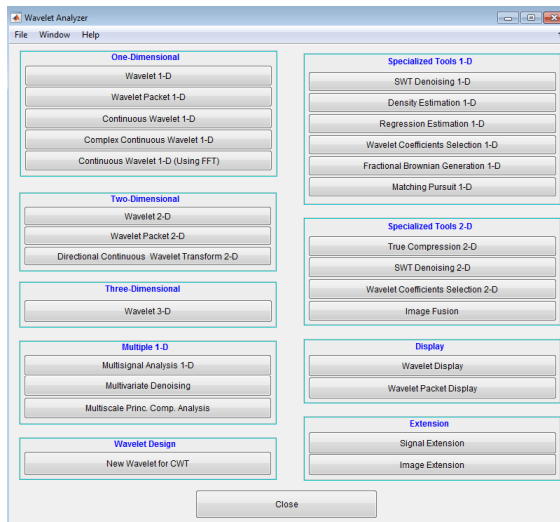 Wavelet Analyzer
File Window Help
One-Dimensional
Wavelet 1-D
Wavelet Packet 1-D
Continuous Wavelet 1-D
Complex Continuous Wavelet 1-D
Continuous Wavelet 1-D (Using FFT)
Two-Dimensional
Wavelet 2-D
Wavelet Packet 2-D
Directional Continuous Wavelet Transform 2-D
Three-Dimensional
Wavelet 3-D
Multiple 1-D
Multisignal Analysis 1-D
Multivariate Denoising
Multiscale Princ. Comp. Analysis
Wavelet Design
New Wavelet for CWT
Specialized Tools 1-D
SWT Denoising 1-D
Density Estimation 1-D
Regression Estimation 1-D
Wavelet Coefficients Selection 1-D
Fractional Brownian Generation 1-D
Matching Pursuit 1-D
Specialized Tools 2-D
True Compression 2-D
SWT Denoising 2-D
Wavelet Coefficients Selection 2-D
Image Fusion
Display
Wavelet Display
Wavelet Packet Display
Extension
Signal Extension
Image Extension
Close